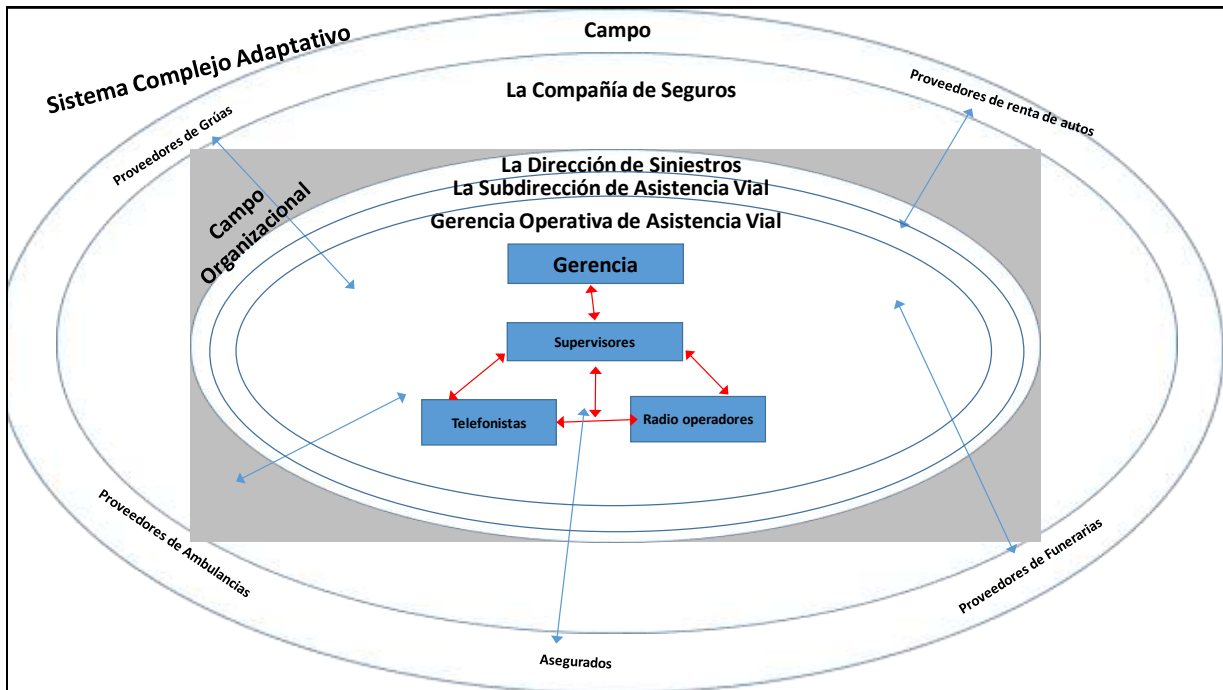 Campo
Sistema Complejo Adaptativo
La Compañía de Seguros
Proveedores de renta de autos
Proveedores de Grúas
La Dirección de Siniestros
La Subdirección de Asistencia Vial
Campo
Organizacional
Gerencia Operativa de Asistencia Vial
Gerencia
Supervisores
Telefonistas
Radio operadores
Proveedores de Ambulancias
Proveedores de Funerarias
Asegurados